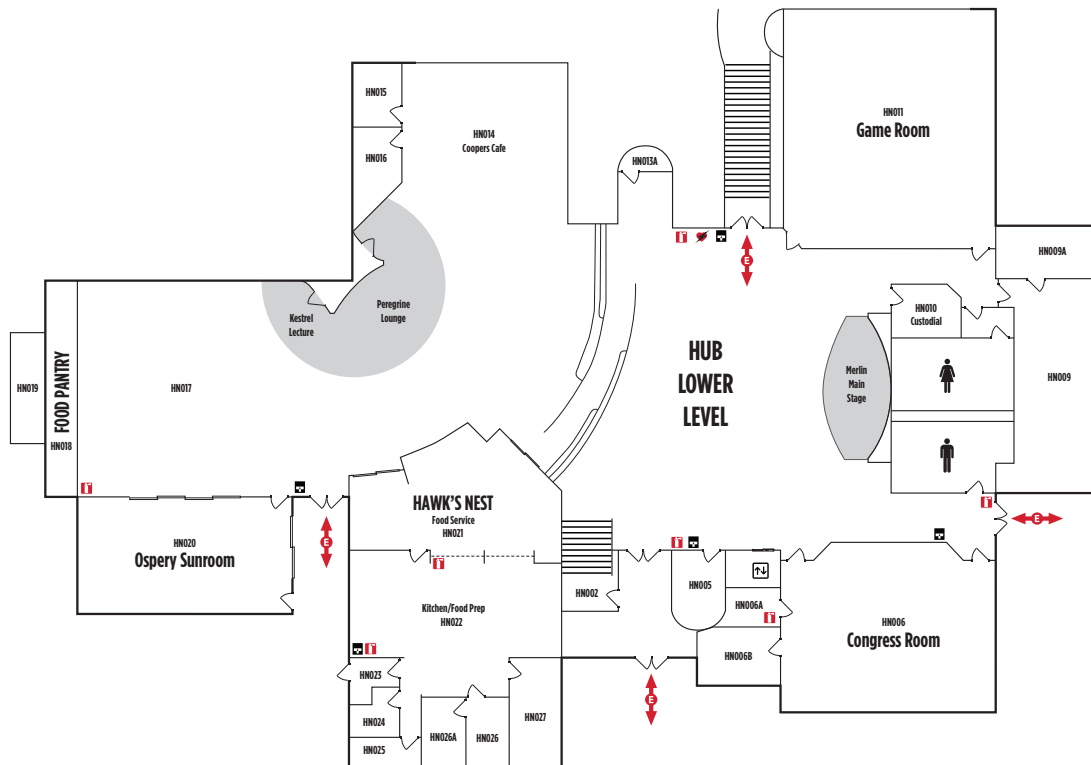 HN015
HN016
HN014
Coopers Cafe
HN013A
HN011
Game Room
HN009A
E
HN010
Custodial
Kestrel
Lecture
Peregrine
Lounge
HUB
LOWER
LEVEL
Merlin
Main
Stage
HN009
HN019
FOOD PANTRY
HN018
HN017
HAWK'S NEST
Food Service
HN021
E
E
HN020
Ospery Sunroom
HN002
HN005
HN006A
HN006B
HN006
Congress Room
Kitchen/Food Prep
HN022
HN023
HN024
HN025
HN026A
HN026
HN027
E